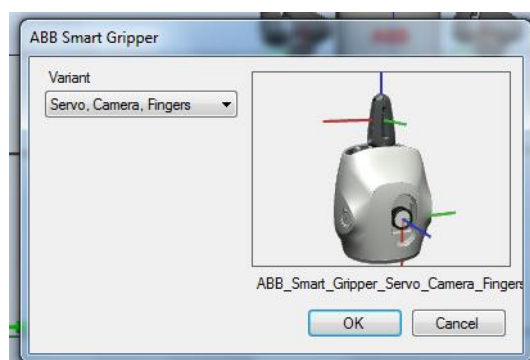 ABB Smart Gripper
Variant
Servo, Camera, Fingers
ABB_Smart_Gripper_Servo_Camera_Fingers
OK
Cancel